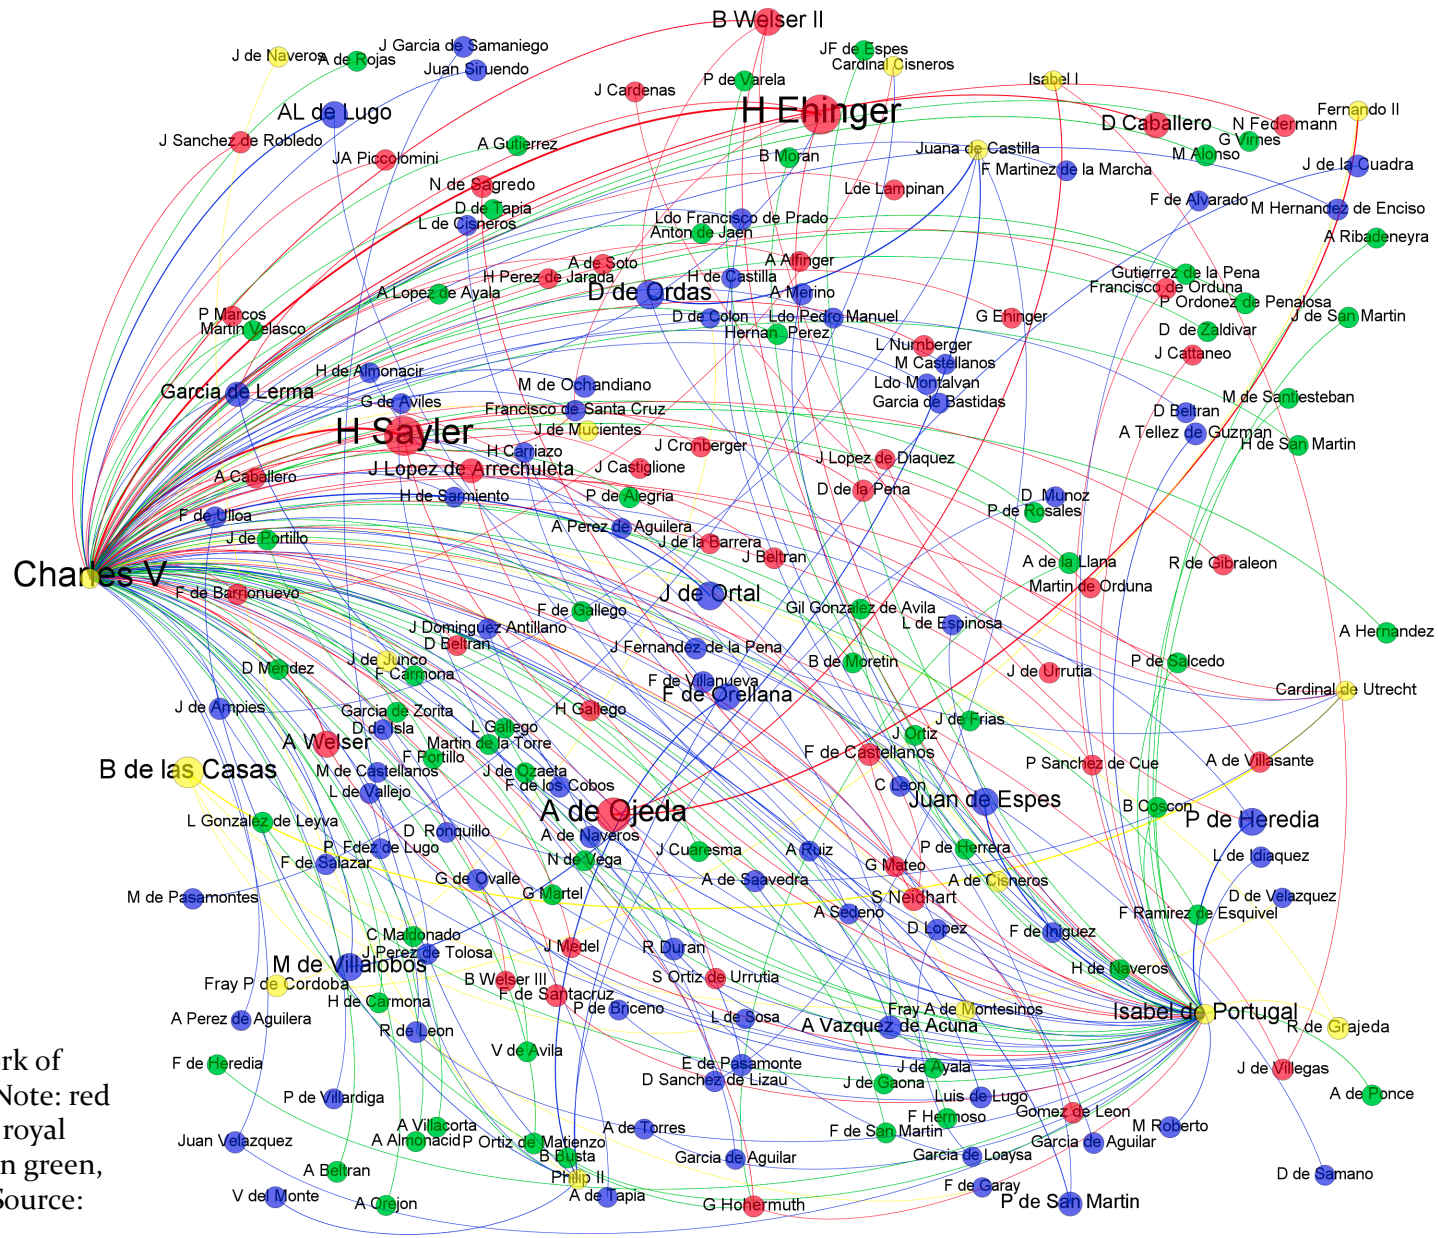 B Welser II
J Garcia de Samaniego
JF de Espes
J de Naveros
A de Rojas
Cardinal Cisneros
Juan Siruendo
P de Varela
Isabel I
J Cardenas
AL de Lugo
H Ehinger
Fernando II
D Caballero
N Federmann
J Sanchez de Robledo
G Virnes
A Gutierrez
Juana de Castilla
JA Piccolomini
B Moran
M Alonso
F Martinez de la Marcha
J de la Cuadra
N de Sagredo
Lde Lampinan
D de Tapia
F de Alvarado
M Hernandez de Enciso
L de Cisneros
Ldo Francisco de Prado
Anton de Jaen
A Ribadeneyra
A de Soto
A Alfinger
H Perez de Jarada
H de Castilla
Gutierrez de la Pena
Francisco de Orduna
A Lopez de Ayala
D de Ordas
A Merino
P Ordonez de Penalosa
P Marcos
D de Colon
Ldo Pedro Manuel
G Ehinger
J de San Martin
Martin Velasco
Hernan Perez
D de Zaldivar
L Nurnberger
J Cattaneo
M Castellanos
H de Almonacir
Garcia de Lerma
M de Ochandiano
Ldo Montalvan
M de Santiesteban
G de Aviles
Francisco de Santa Cruz
Garcia de Bastidas
D Beltran
H Sayler
J de Mucientes
A Tellez de Guzman
H Carriazo
J Cronberger
H de San Martin
J Lopez de Arrechuleta
J Castiglione
J Lopez de Diaquez
A Caballero
H de Sarmiento
P de Alegria
D de la Pena
D Munoz
F de Ulloa
P de Rosales
A Perez de Aguilera
J de Portillo
J de la Barrera
J Beltran
A de la Llana
R de Gibraleon
Charles V
Martin de Orduna
F de Barrionuevo
J de Ortal
F de Gallego
Gil Gonzalez de Avila
L de Espinosa
J Dominguez Antillano
A Hernandez
D Beltran
J Fernandez de la Pena
D Mendez
J de Junco
F Carmona
B de Moretin
J de Urrutia
P de Salcedo
F de Villanueva
F de Orellana
Cardinal de Utrecht
J de Ampies
Garcia de Zorita
H Gallego
J de Frias
D de Isla
L Gallego
J Ortiz
A Welser
Martin de la Torre
F de Castellanos
F Portillo
P Sanchez de Cue
A de Villasante
B de las Casas
M de Castellanos
J de Ozaeta
F de los Cobos
C Leon
L de Vallejo
Juan de Espes
B Coscon
A de Ojeda
P de Heredia
L Gonzalez de Leyva
D Ronquillo
A de Naveros
P Fdez de Lugo
J Cuaresma
A Ruiz
P de Herrera
L de Idiaquez
F de Salazar
N de Vega
G Mateo
G de Ovalle
A de Saavedra
A de Cisneros
M de Pasamontes
G Martel
S Neidhart
D de Velazquez
A Sedeno
F Ramirez de Esquivel
D Lopez
F de Iniguez
C Maldonado
J Perez de Tolosa
J Medel
R Duran
M de Villalobos
H de Naveros
Fray P de Cordoba
B Welser III
S Ortiz de Urrutia
F de Santacruz
H de Carmona
P de Briceno
Fray A de Montesinos
Isabel de Portugal
A Perez de Aguilera
L de Sosa
A Vazquez de Acuna
R de Grajeda
R de Leon
rk of
V de Avila
F de Heredia
E de Pasamonte
J de Ayala
J de Villegas
D Sanchez de Lizau
J de Gaona
Note: red
P de Villardiga
Luis de Lugo
A de Ponce
F Hermoso
Gomez de Leon
A Villacorta
A de Torres
F de San Martin
M Roberto
royal
Juan Velazquez
A Almonacid
P Ortiz de Matienzo
Garcia de Aguilar
B Busta
Garcia de Aguilar
Garcia de Loaysa
n green,
A Beltran
Philip II
D de Samano
F de Garay
V del Monte
A de Tapia
P de San Martin
Source:
A Orejon
G Hohermuth